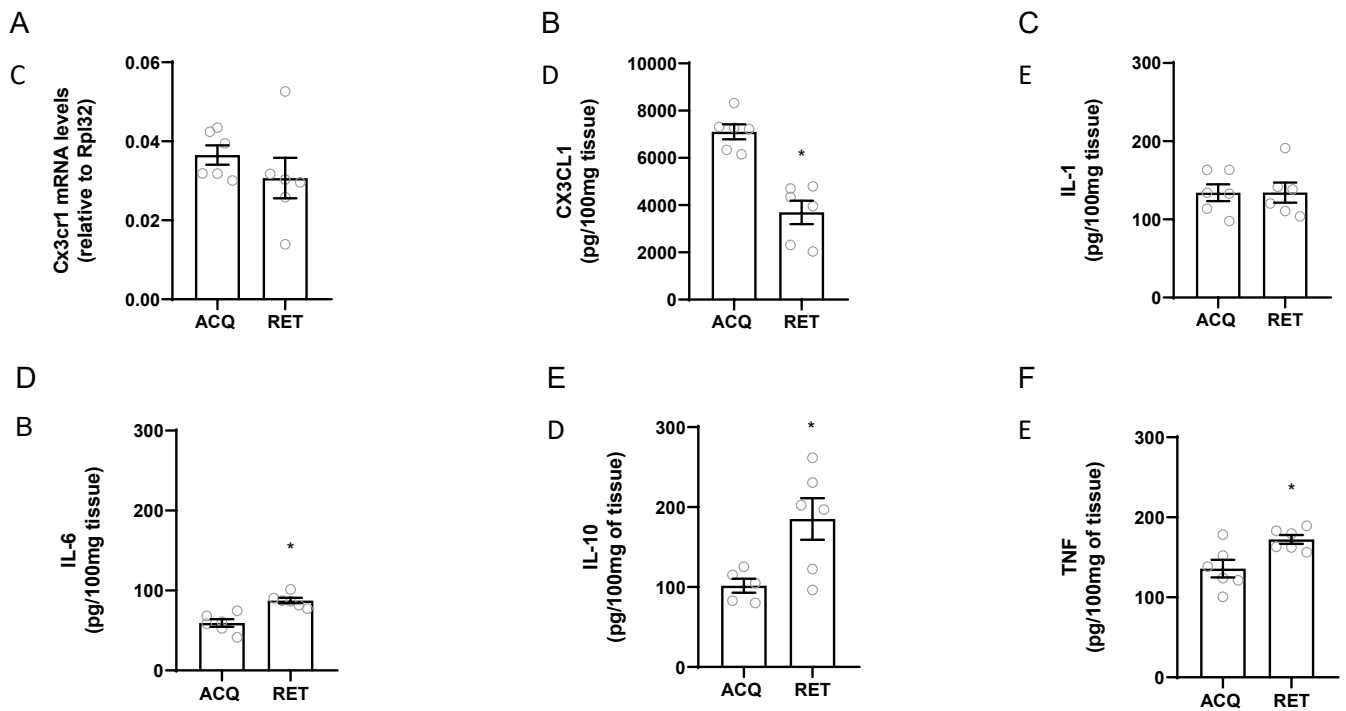 A
C
Cx3cr1 mRNA levels
(relative to Rpl32)
0.06
0.04
0.02
0.00
ACQ RET
B
D
CX3CL1
(pg/100mg tissue)
10000
8000
6000
4000
2000
0
*
ACQ RET
C
E
IL-1
(pg/100mg tissue)
300
200
100
0
ACQ RET
D
B
IL-6
(pg/100mg tissue)
300
200
100
0
*
ACQ RET
E
D
IL-10
(pg/100mg of tissue)
300
200
100
0
*
ACQ RET
F
E
TNF
(pg/100mg of tissue)
300
200
100
0
*
ACQ RET